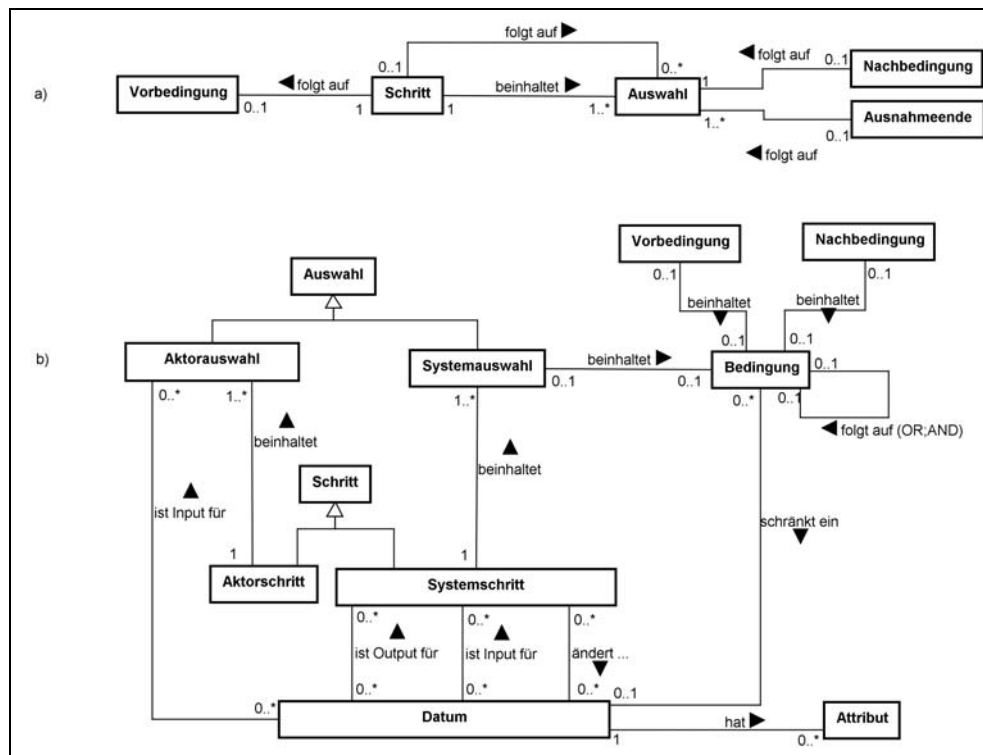 folgt auf
0..1
0..*
folgt auf
0..1
Nachbedingung
a)
Vorbedingung
folgt auf
0..1
1
Schritt
1
beinhaltet
1..*
Auswahl
1
1..*
0..1
Ausnahmeende
folgt auf
Vorbedingung
Nachbedingung
0..1
0..1
Auswahl
beinhaltet
beinhaltet
0..1
0..1
b)
Aktorauswahl
Systemauswahl
beinhaltet
0..1
0..1
Bedingung
0..1
0..1
0..*
1..*
1..*
0..*
folgt auf (OR;AND)
beinhaltet
beinhaltet
Schritt
ist Input für
schränkt ein
1
1
Aktorschritt
Systemschritt
0..*
0..*
0..*
ist Output für
ist Input für
ändert ...
0..*
0..*
0..*
0..1
0..*
Datum
hat
1
0..*
Attribut